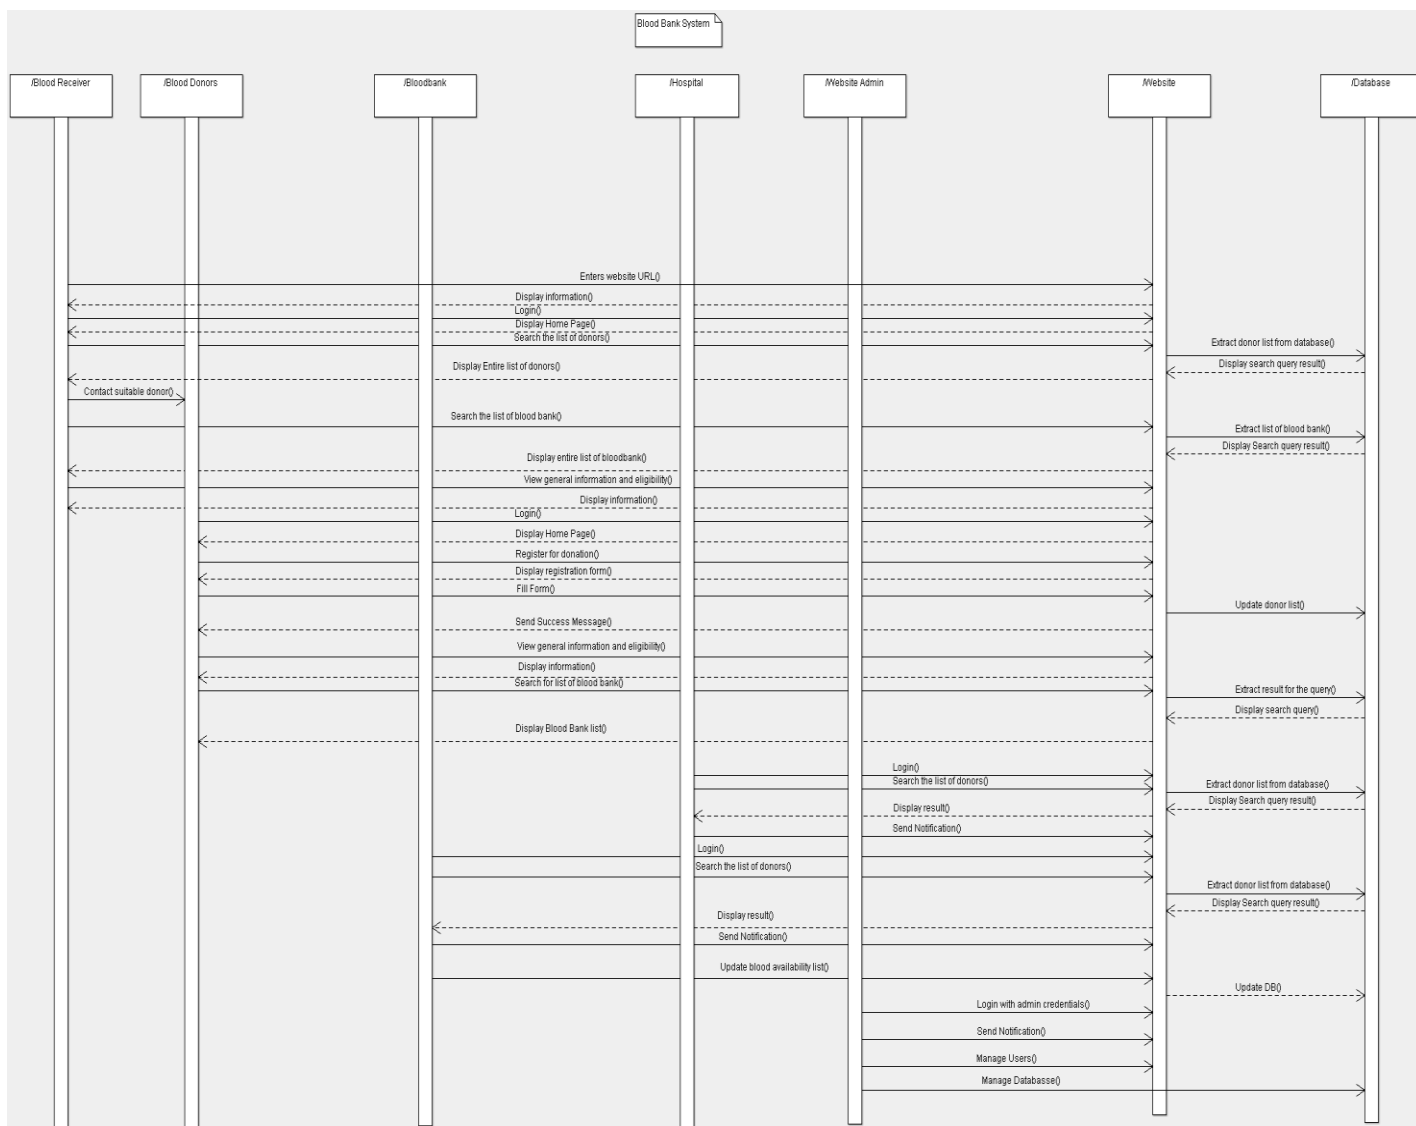 Blood Bank System
/Blood Receiver
/Blood Donors
/Bloodbank
/Hospital
/Website Admin
/Website
/Database
Enters website URL()
Display information()
Login()
Display Home Page()
Search the list of donors()
Extract donor list from database()
Display search query result()
Display Entire list of donors()
Contact suitable donor()
Search the list of blood bank()
Extract list of blood bank()
Display Search query result()
Display entire list of bloodbank()
View general information and eligibility()
Display information()
Login()
Display Home Page()
Register for donation()
Display registration form()
Fill Form()
Update donor list()
Send Success Message()
View general information and eligibility()
Display information()
Search for list of blood bank()
Extract result for the query()
Display search query()
Display Blood Bank list()
Login()
Search the list of donors()
Extract donor list from database()
Display Search query result()
Display result()
Send Notification()
Login()
Search the list of donors()
Extract donor list from database()
Display Search query result()
Display result()
Send Notification()
Update blood availability list()
Update DB()
Login with admin credentials()
Send Notification()
Manage Users()
Manage Databasse()